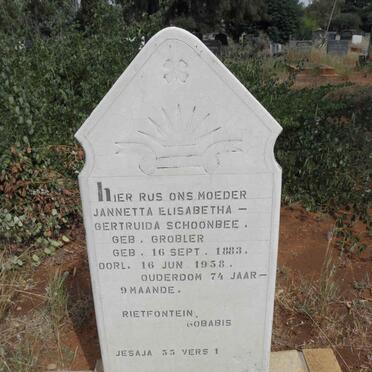 HIER RUS ONS MOEDER
JANNETTA ELISABETHA –
GERTRUIDA SCHOONBEE.
GEB. GROBLER
GEB. 16 SEPT. 1883.
OORL. 16 JUN 1958.
OUDERDOM 74 JAAR –
9 MAANDE.
RIETFONTEIN,
GOBABIS
JESAJA 55 VERS 1